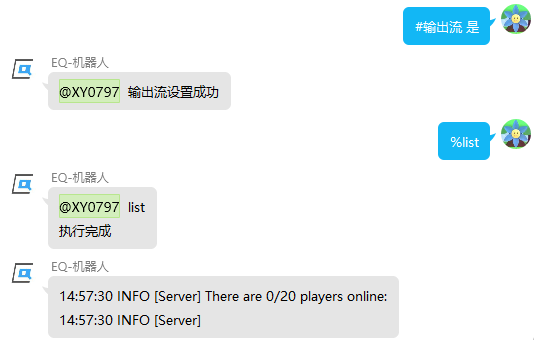 #输出流 是
EQ-机器人
@XY0797 输出流设置成功
%list
EQ-机器人
@XY0797 list
执行完成
EQ-机器人
14:57:30 INFO [Server] There are 0/20 players online:
14:57:30 INFO [Server]